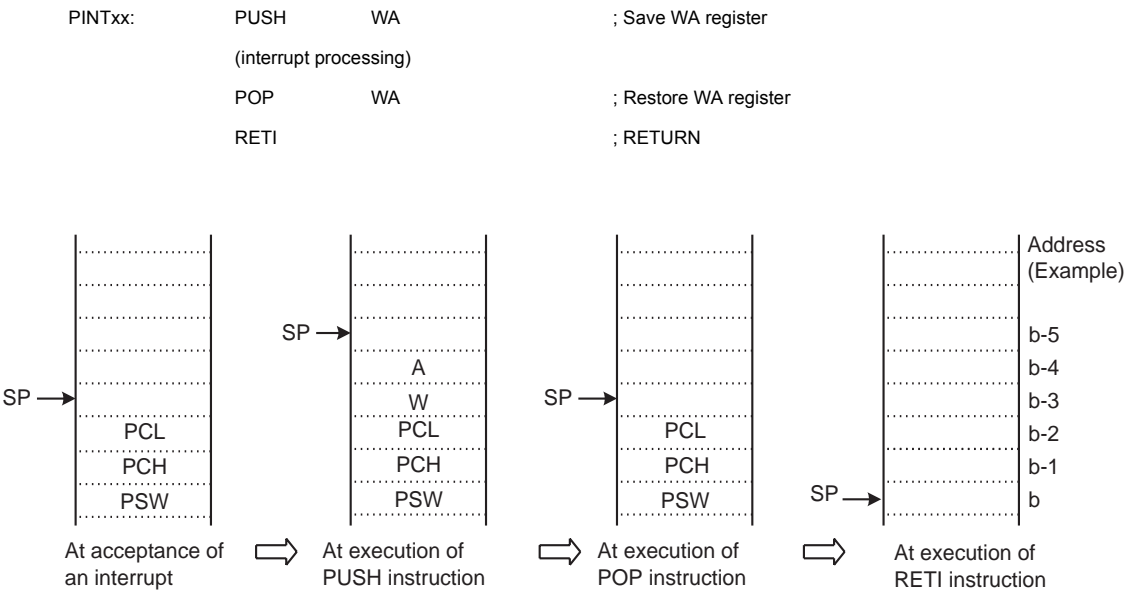 PINTxx: PUSH WA ; Save WA register
(interrupt processing)
POP WA ; Restore WA register
RETI ; RETURN
Address
(Example)
SP b-5
A b-4
SP W SP b-3
PCL PCL PCL b-2
PCH PCH PCH b-1
PSW PSW PSW SP b
At acceptance of
an interrupt
At execution of
PUSH instruction
At execution of
POP instruction
At execution of
RETI instruction